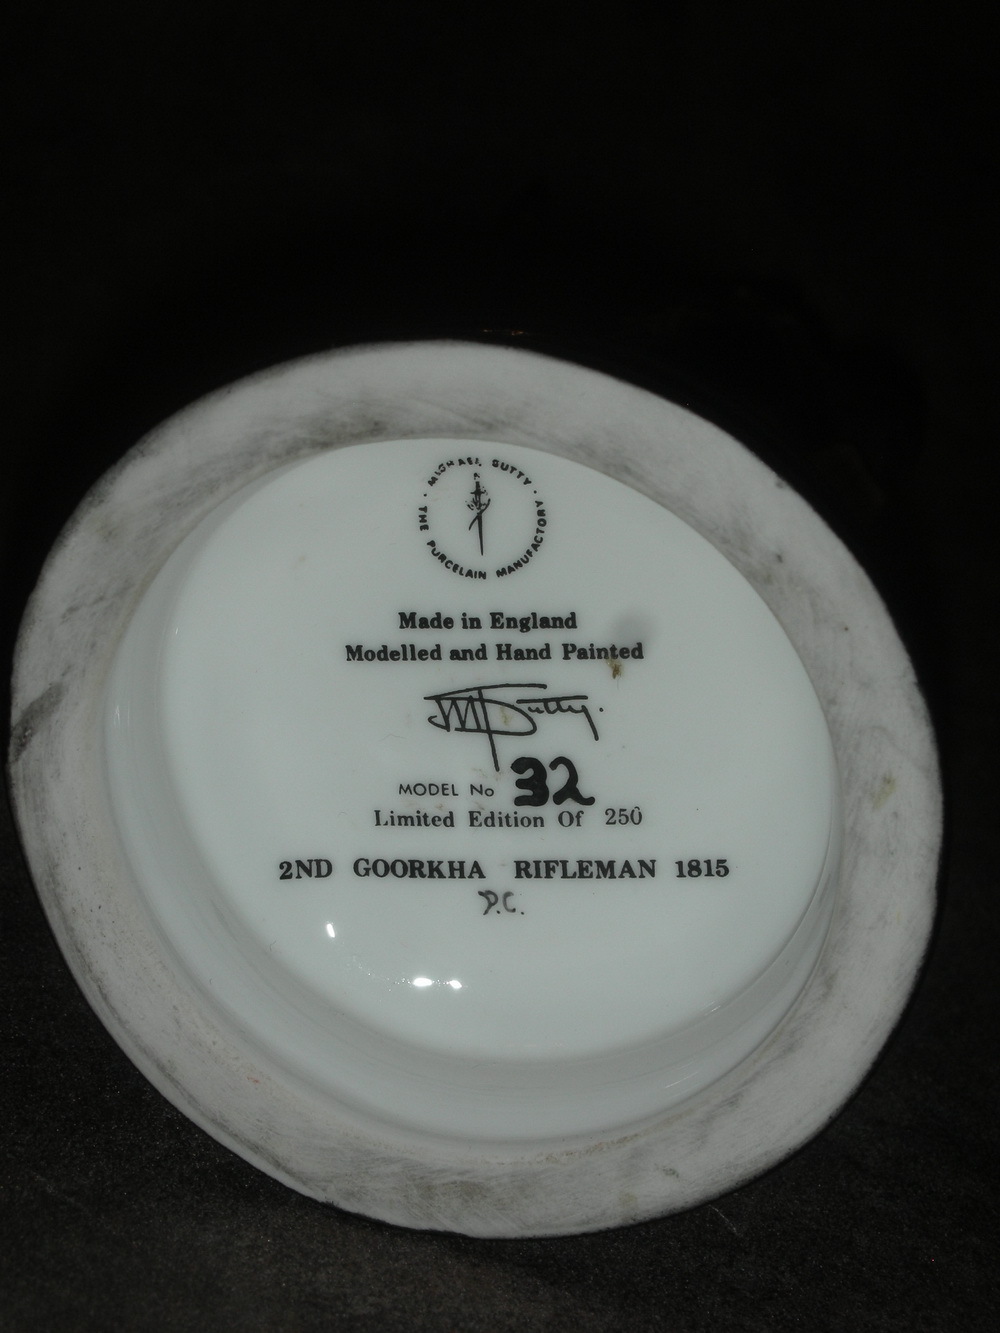 · MICHAEL SUTTY ·
THE PORCELAIN MANUFACTORY
Made in England
Modelled and Hand Painted
M Sutty.
MODEL No 32
Limited Edition Of 250
2ND GOORKHA RIFLEMAN 1815
P.C.